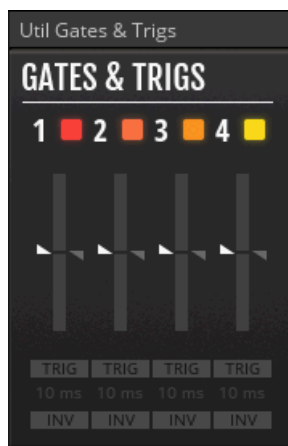 Util Gates & Trigs
GATES & TRIGS
1 2 3 4
TRIG TRIG TRIG TRIG
10 ms 10 ms 10 ms 10 ms
INV INV INV INV